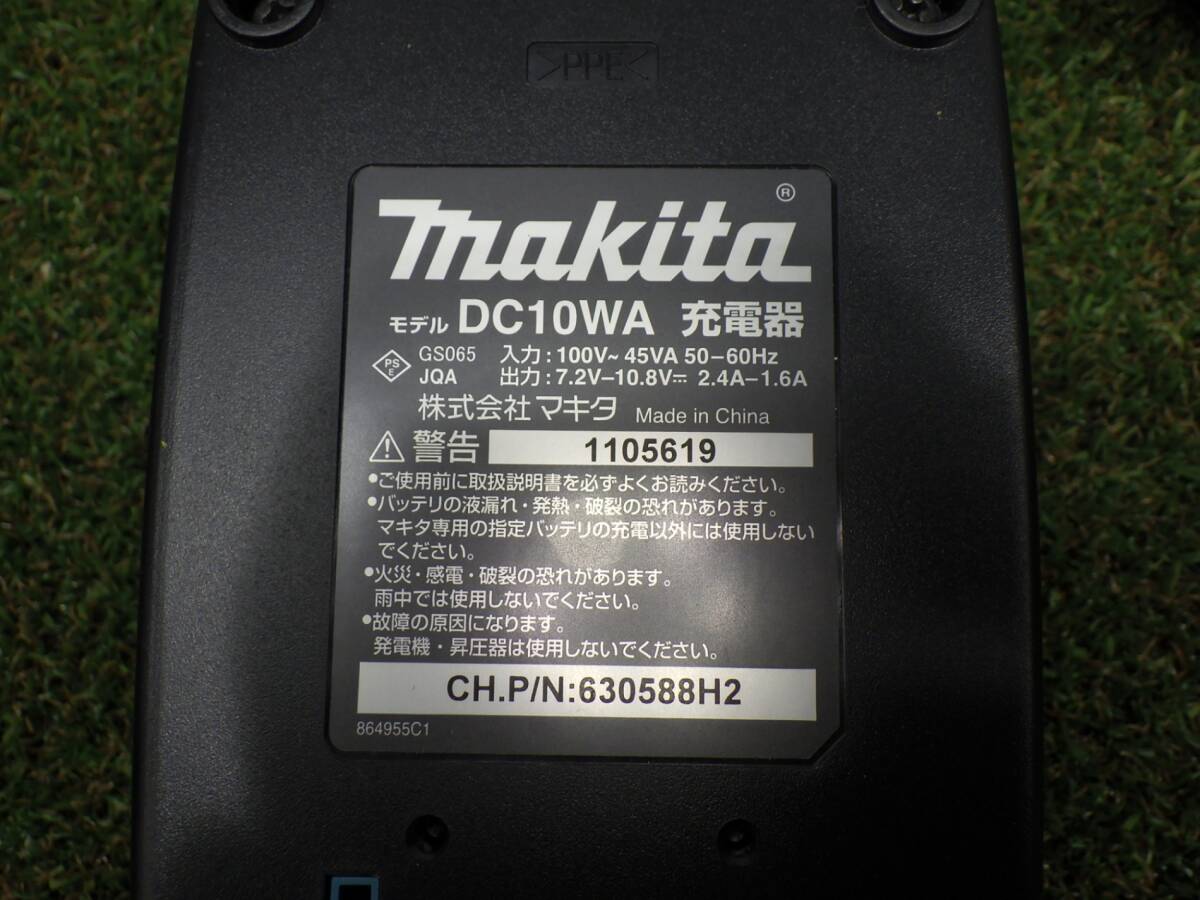 >PPE<
makita®
モデル DC10WA 充電器
PS E GS065 入力：100V~ 45VA 50–60Hz
JQA 出力：7.2V–10.8V⎓ 2.4A–1.6A
株式会社 マキタ Made in China
⚠警告 1105619
•ご使用前に取扱説明書を必ずよくお読みください。
•バッテリの液漏れ・発熱・破裂の恐れがあります。
マキタ専用の指定バッテリの充電以外には使用しない
でください。
•火災・感電・破裂の恐れがあります。
雨中では使用しないでください。
•故障の原因になります。
発電機・昇圧器は使用しないでください。
CH.P/N:630588H2
864955C1